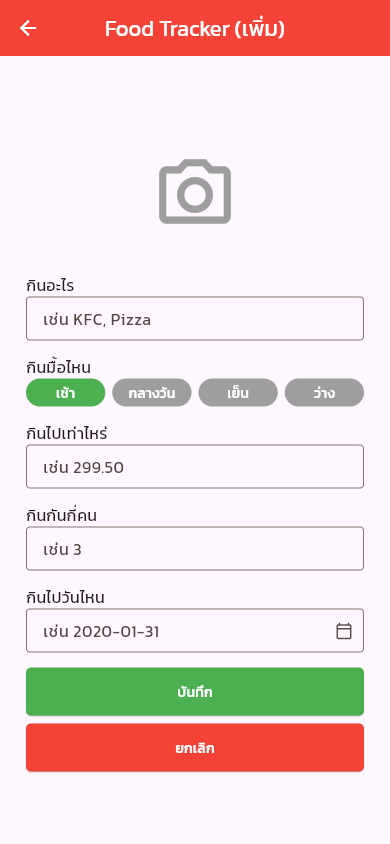 Food Tracker (เพิ่ม)
กินอะไร
เช่น KFC, Pizza
กินมื้อไหน
เช้า กลางวัน เย็น ว่าง
กินไปเท่าไหร่
เช่น 299.50
กินกันกี่คน
เช่น 3
กินไปวันไหน
เช่น 2020-01-31
บันทึก
ยกเลิก